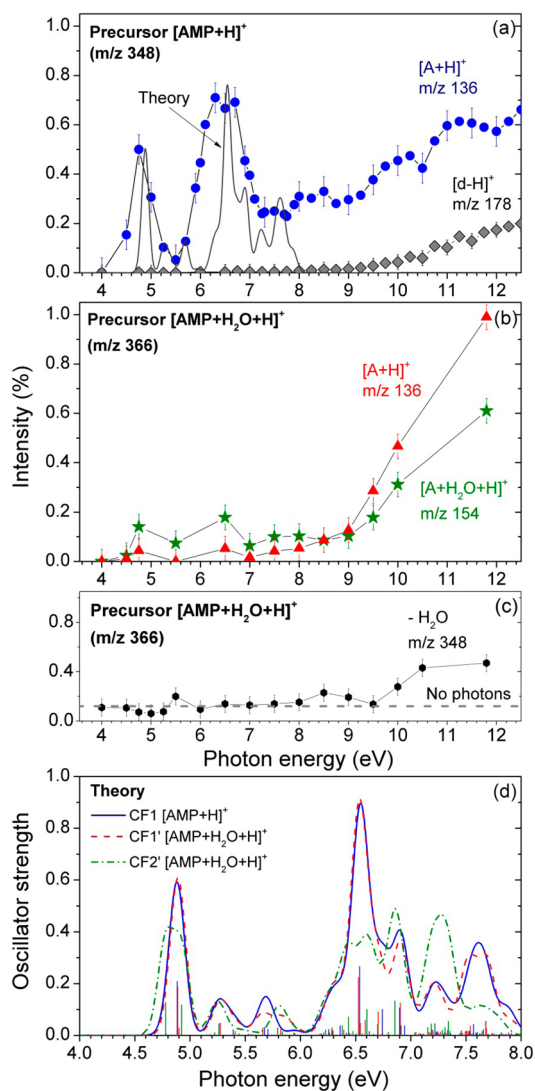 Precursor [AMP+H]⁺
(m/z 348)
(a)
[A+H]⁺
m/z 136
Theory
[d-H]⁺
m/z 178
1.0
0.8
0.6
0.4
0.2
0.0
4 5 6 7 8 9 10 11 12
Precursor [AMP+H₂O+H]⁺
(m/z 366)
(b)
[A+H]⁺
m/z 136
[A+H₂O+H]⁺
m/z 154
Intensity (%)
1.0
0.8
0.6
0.4
0.2
0.0
4 5 6 7 8 9 10 11 12
Precursor [AMP+H₂O+H]⁺
(m/z 366)
(c)
- H₂O
m/z 348
No photons
0.8
0.4
0.0
4 5 6 7 8 9 10 11 12
Photon energy (eV)
Theory
(d)
CF1 [AMP+H]⁺
CF1' [AMP+H₂O+H]⁺
CF2' [AMP+H₂O+H]⁺
Oscillator strength
1.0
0.8
0.6
0.4
0.2
0.0
4.0 4.5 5.0 5.5 6.0 6.5 7.0 7.5 8.0
Photon energy (eV)